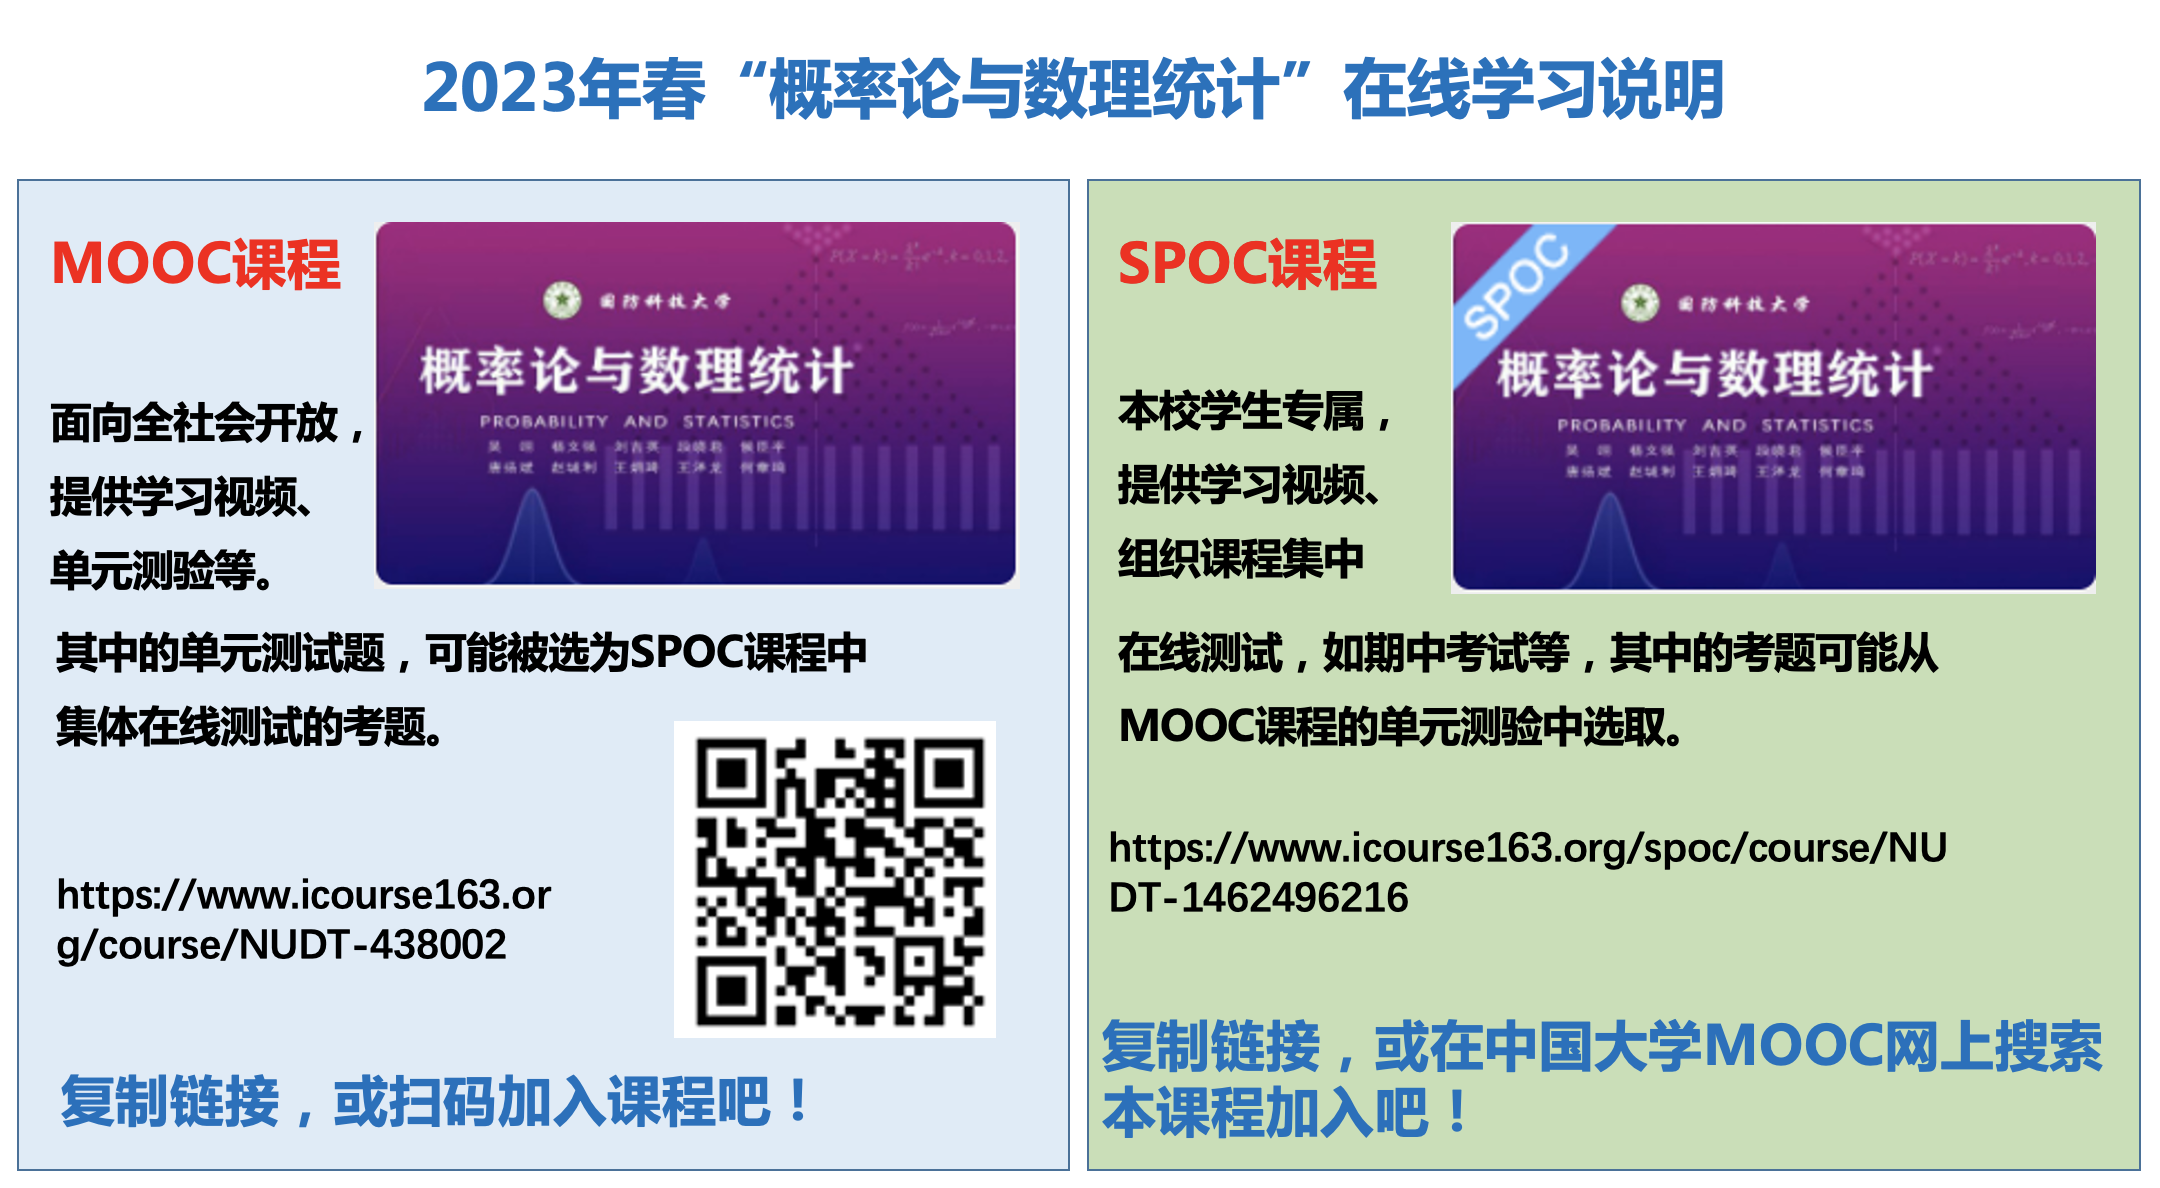 2023年春“概率论与数理统计”在线学习说明
MOOC课程
国防科技大学
概率论与数理统计
PROBABILITY AND STATISTICS
面向全社会开放，
提供学习视频、
单元测验等。
其中的单元测试题，可能被选为SPOC课程中
集体在线测试的考题。
https://www.icourse163.or
g/course/NUDT-438002
复制链接，或扫码加入课程吧！
SPOC课程
SPOC
国防科技大学
概率论与数理统计
PROBABILITY AND STATISTICS
本校学生专属，
提供学习视频、
组织课程集中
在线测试，如期中考试等，其中的考题可能从
MOOC课程的单元测验中选取。
https://www.icourse163.org/spoc/course/NU
DT-1462496216
复制链接，或在中国大学MOOC网上搜索
本课程加入吧！